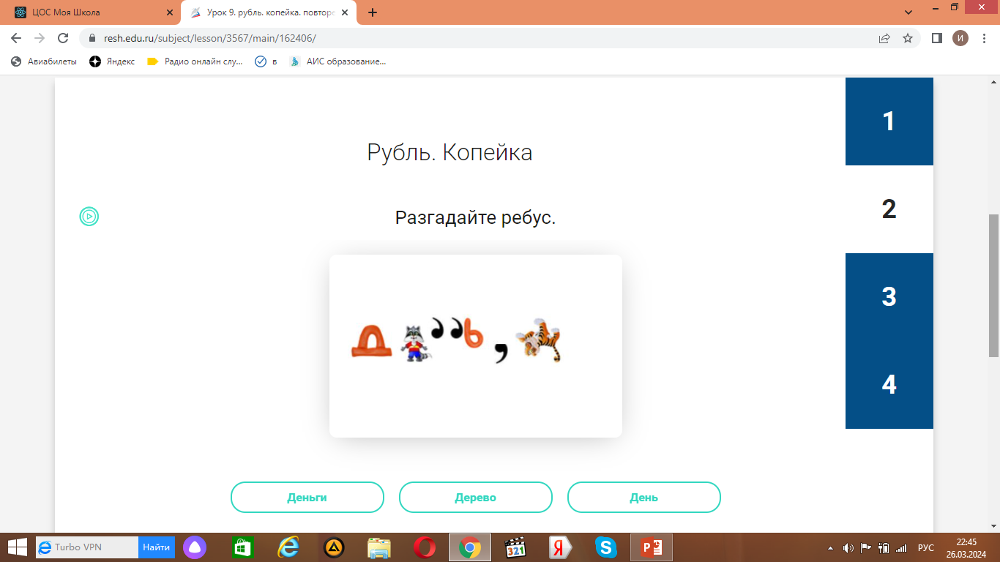 ЦОС Моя Школа
Урок 9. рубль. копейка. повторе
resh.edu.ru/subject/lesson/3567/main/162406/
И
Авиабилеты
Яндекс
Радио онлайн слу...
в
АИС образование...
1
Рубль. Копейка
2
Разгадайте ребус.
3
Д ,, Ь ,
4
Деньги
Дерево
День
Turbo VPN
Найти
321
Я
РУС
22:45
26.03.2024